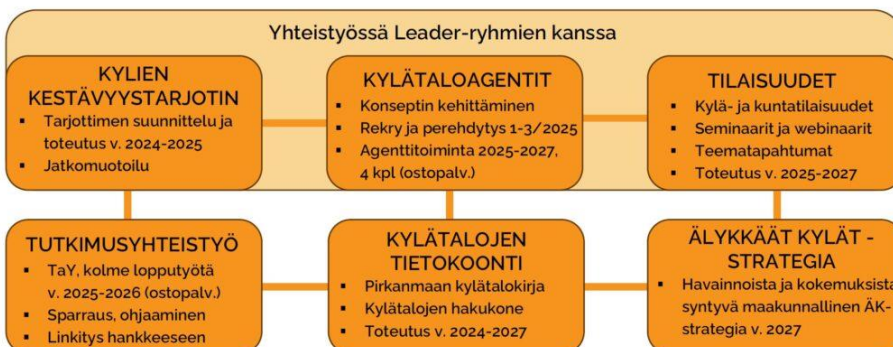 Yhteistyössä Leader-ryhmien kanssa
KYLIEN
KESTÄVYYSTARJOTIN
▪ Tarjottimen suunnittelu ja
toteutus v. 2024-2025
▪ Jatkomuotoilu
KYLÄTALOAGENTIT
▪ Konseptin kehittäminen
▪ Rekry ja perehdytys 1-3/2025
▪ Agenttitoiminta 2025-2027,
4 kpl (ostopalv.)
TILAISUUDET
▪ Kylä- ja kuntatilaisuudet
▪ Seminaarit ja webinaarit
▪ Teematapahtumat
▪ Toteutus v. 2025-2027
TUTKIMUSYHTEISTYÖ
▪ TaY, kolme lopputyötä
v. 2025-2026 (ostopalv.)
▪ Sparraus, ohjaaminen
▪ Linkitys hankkeeseen
KYLÄTALOJEN
TIETOKOONTI
▪ Pirkanmaan kylätalokirja
▪ Kylätalojen hakukone
▪ Toteutus v. 2024-2027
ÄLYKKÄÄT KYLÄT -
STRATEGIA
▪ Havainnoista ja kokemuksista
syntyvä maakunnallinen ÄK-
strategia v. 2027